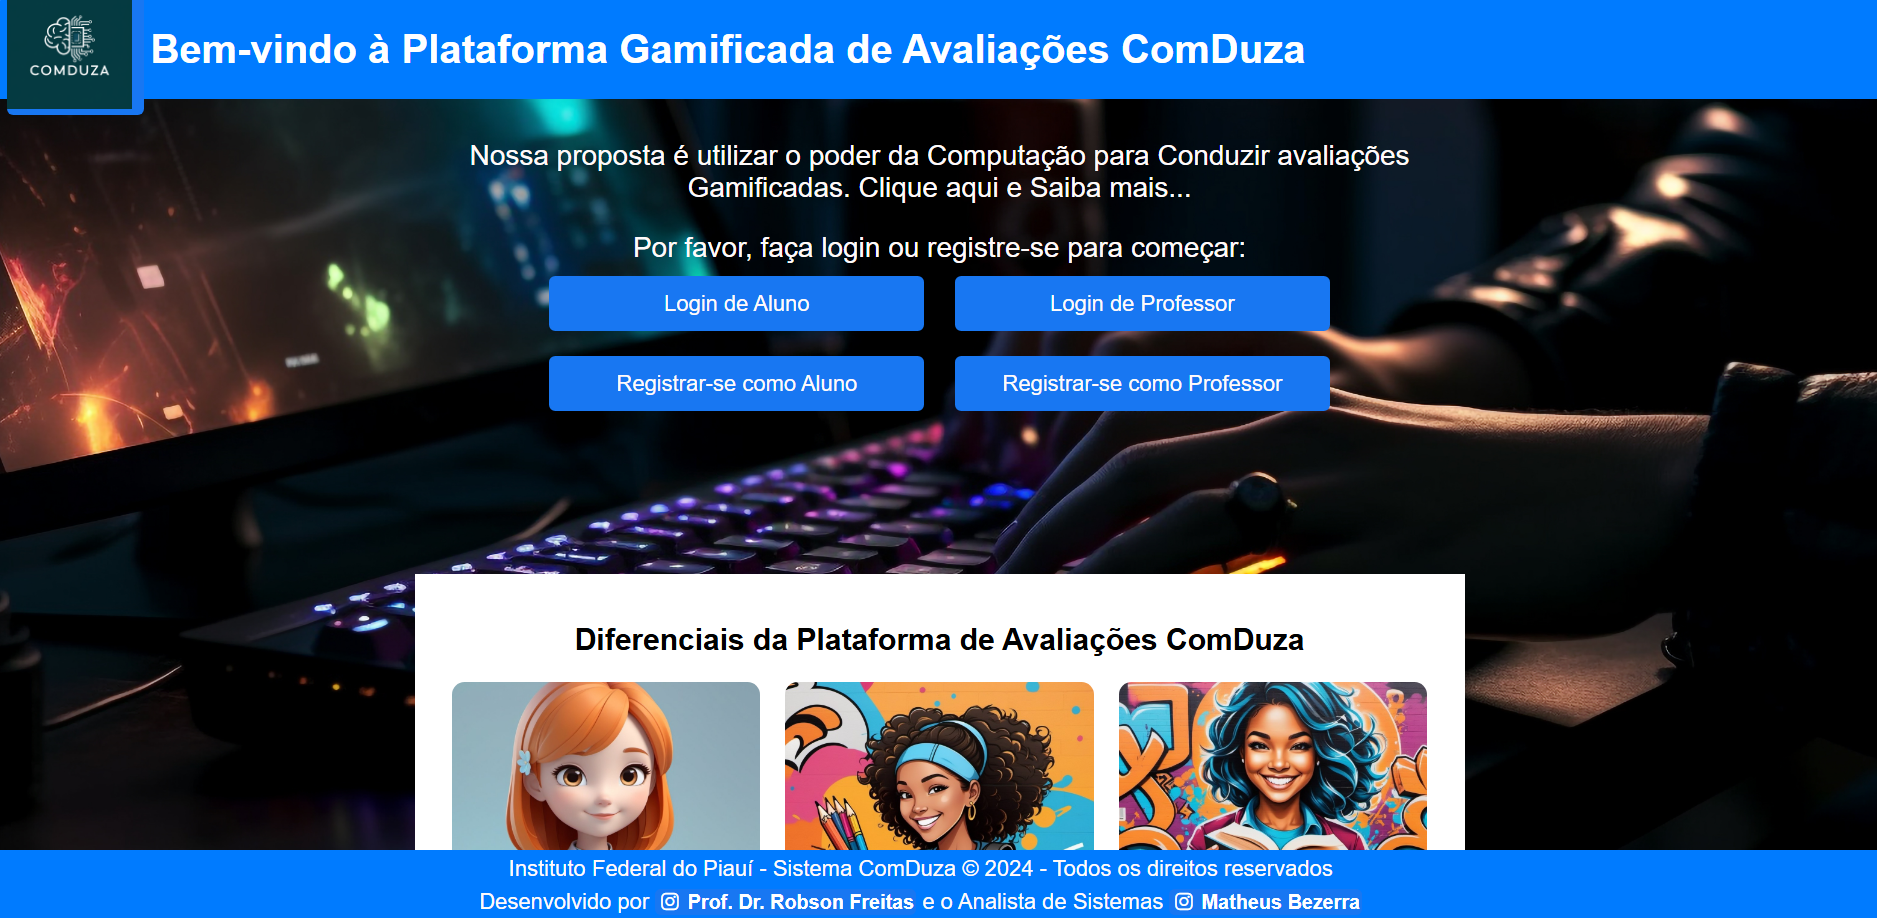 COMDUZA
Bem-vindo à Plataforma Gamificada de Avaliações ComDuza
Nossa proposta é utilizar o poder da Computação para Conduzir avaliações
Gamificadas. Clique aqui e Saiba mais...
Por favor, faça login ou registre-se para começar:
Login de Aluno
Login de Professor
Registrar-se como Aluno
Registrar-se como Professor
Diferenciais da Plataforma de Avaliações ComDuza
Instituto Federal do Piauí - Sistema ComDuza © 2024 - Todos os direitos reservados
Desenvolvido por Prof. Dr. Robson Freitas e o Analista de Sistemas Matheus Bezerra